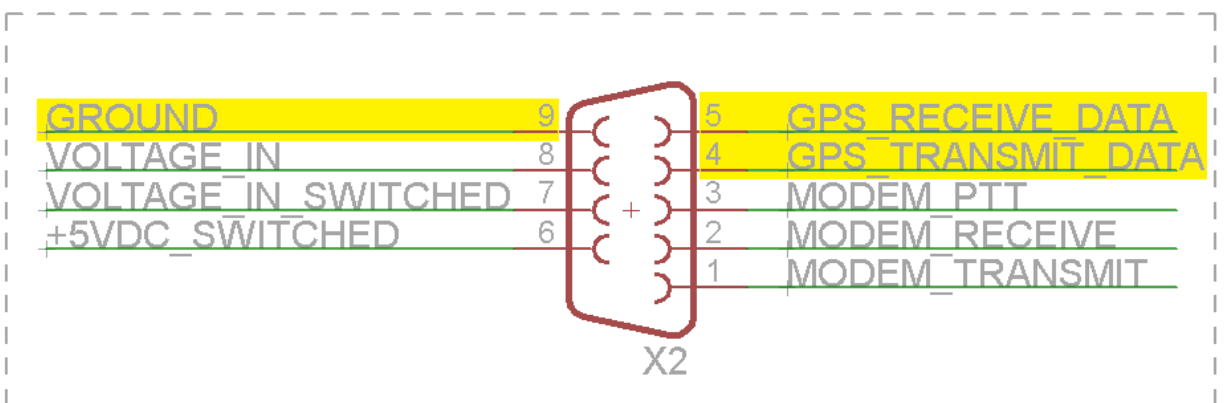 GROUND 9 5 GPS_RECEIVE_DATA
VOLTAGE_IN 8 4 GPS_TRANSMIT_DATA
VOLTAGE_IN_SWITCHED 7 3 MODEM_PTT
+5VDC_SWITCHED 6 2 MODEM_RECEIVE
1 MODEM_TRANSMIT
X2